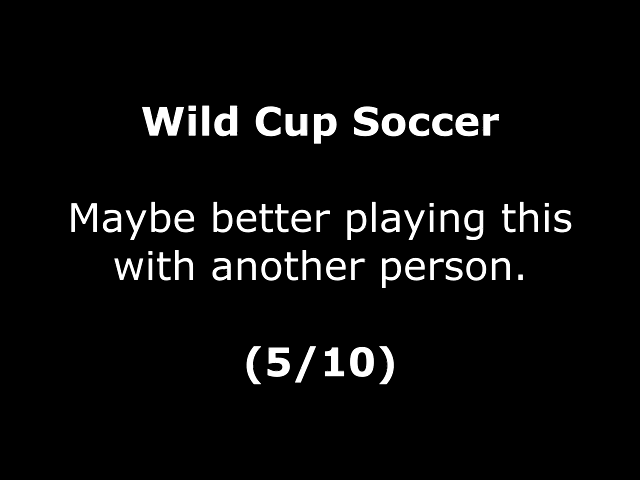 Wild Cup Soccer
Maybe better playing this
with another person.
(5/10)